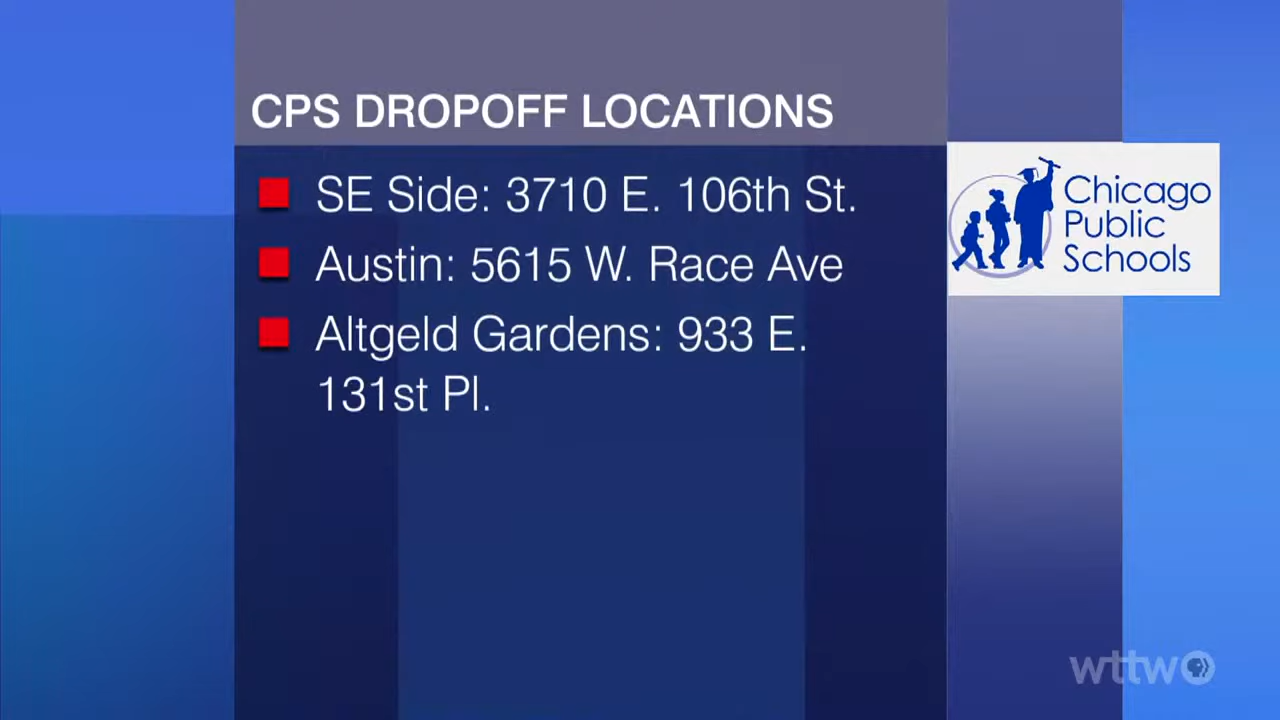 CPS DROPOFF LOCATIONS
SE Side: 3710 E. 106th St.
Austin: 5615 W. Race Ave
Altgeld Gardens: 933 E.
131st Pl.
Chicago
Public
Schools
wttw